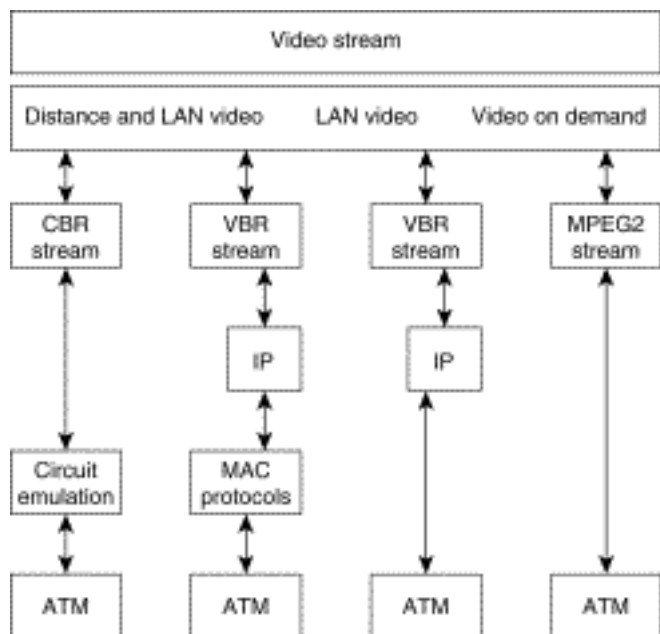 Video stream
Distance and LAN video LAN video Video on demand
CBR stream
VBR stream
VBR stream
MPEG2 stream
IP
IP
Circuit emulation
MAC protocols
ATM
ATM
ATM
ATM